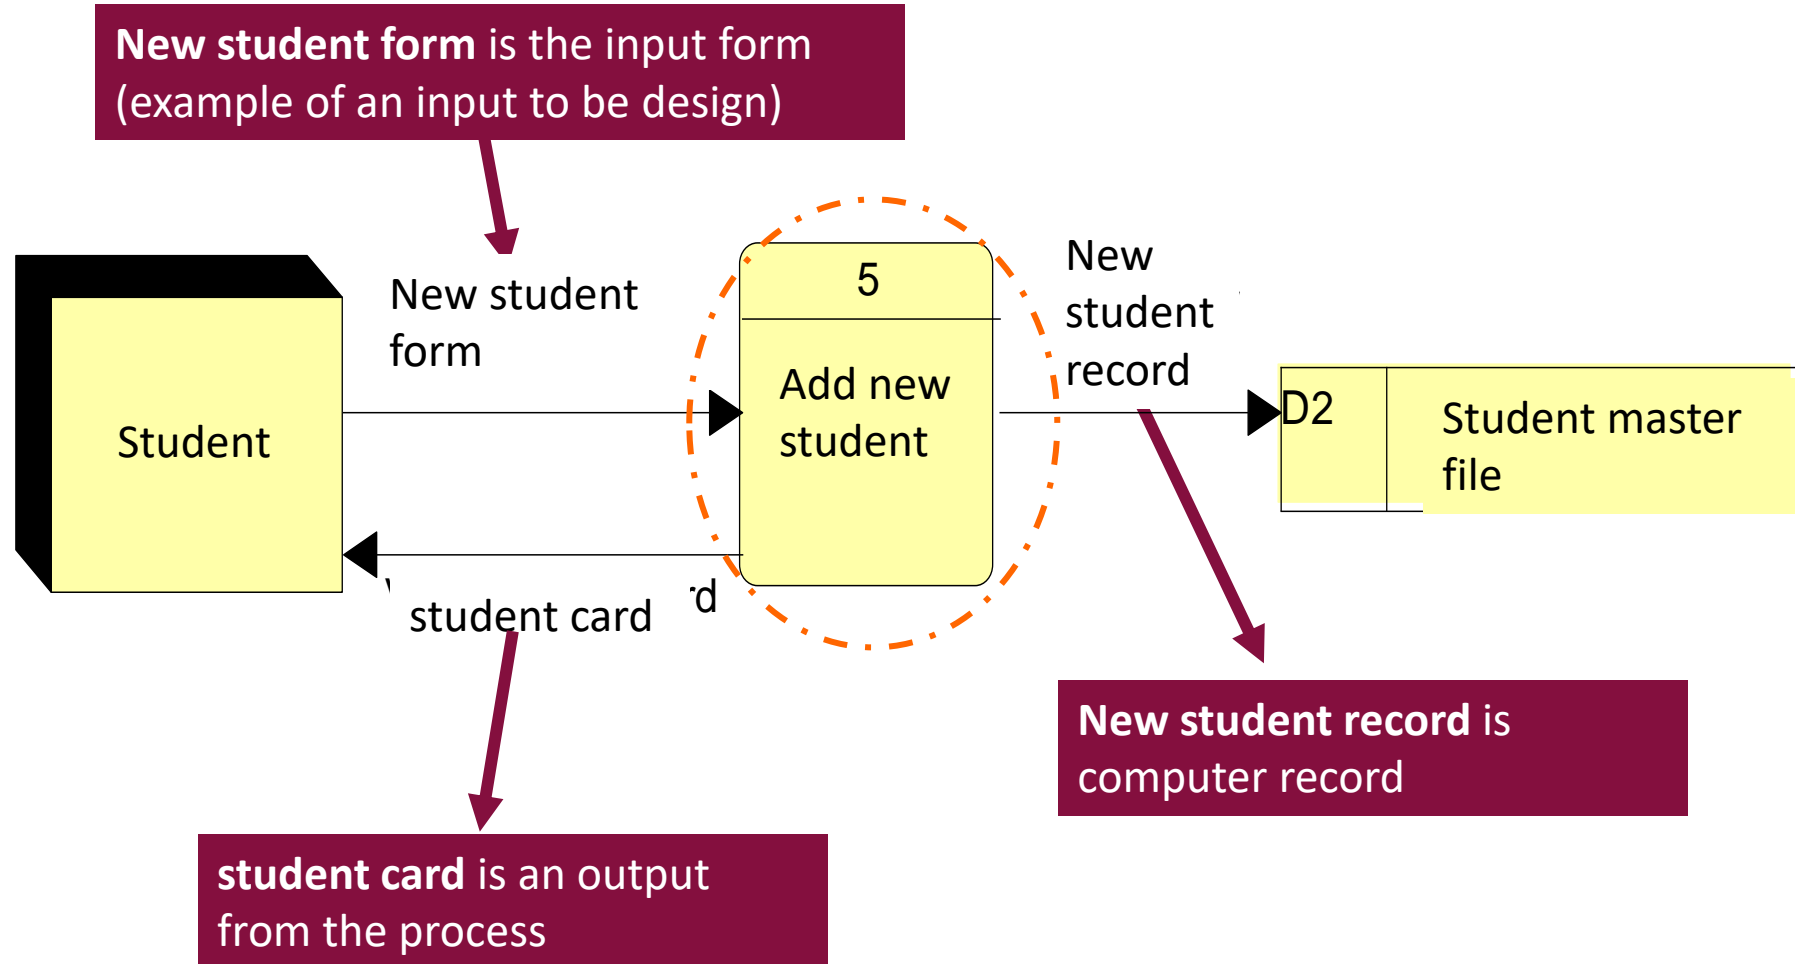 New student form is the input form
(example of an input to be design)
New student
form
5
Add new
student
New
student
record
Student
D2
Student master
file
student card
New student record is
computer record
student card is an output
from the process